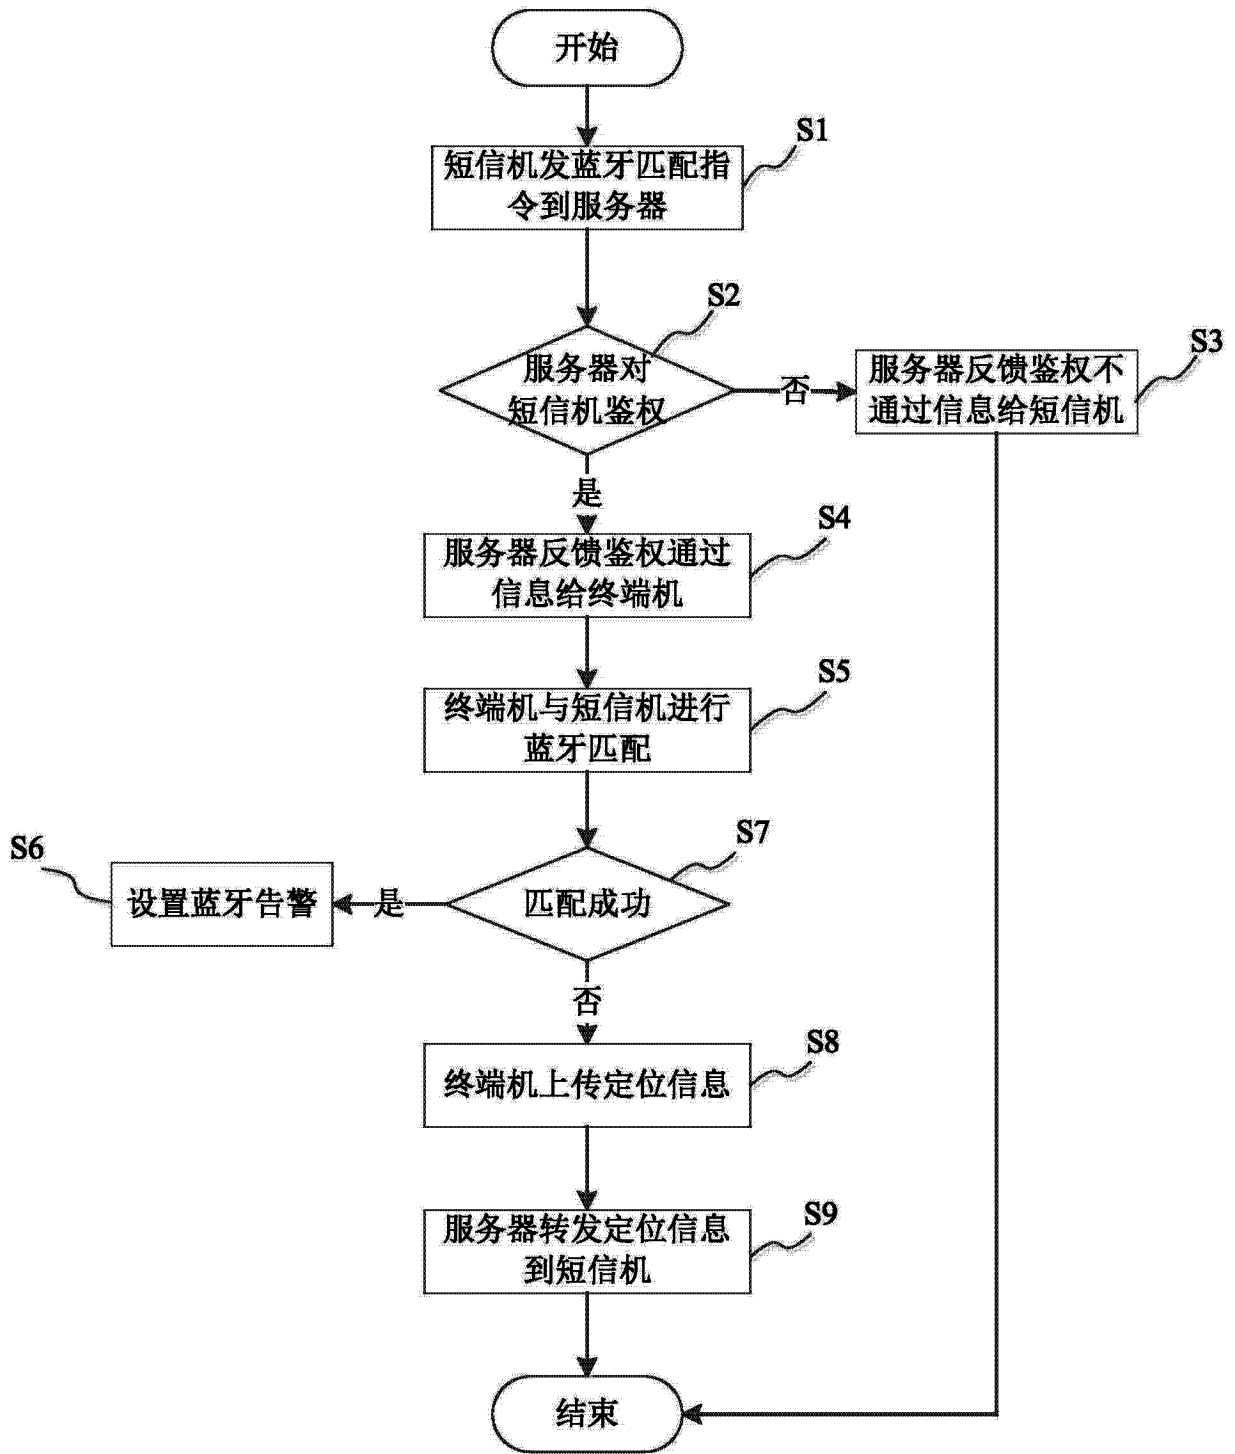 开始
S1
短信机发蓝牙匹配指
令到服务器
S2
服务器对
短信机鉴权
否
S3
服务器反馈鉴权不
通过信息给短信机
是
S4
服务器反馈鉴权通过
信息给终端机
S5
终端机与短信机进行
蓝牙匹配
S7
匹配成功
是
S6
设置蓝牙告警
否
S8
终端机上传定位信息
S9
服务器转发定位信息
到短信机
结束